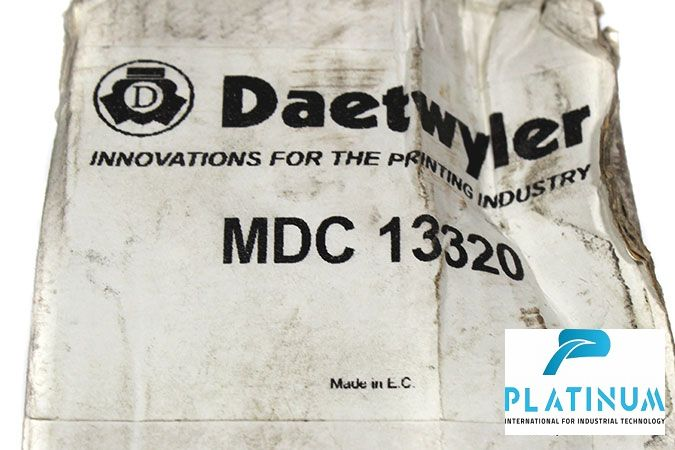 D
Daetwyler
INNOVATIONS FOR THE PRINTING INDUSTRY
MDC 13320
Made in E.C.
PLATINUM
INTERNATIONAL FOR INDUSTRIAL TECHNOLOGY